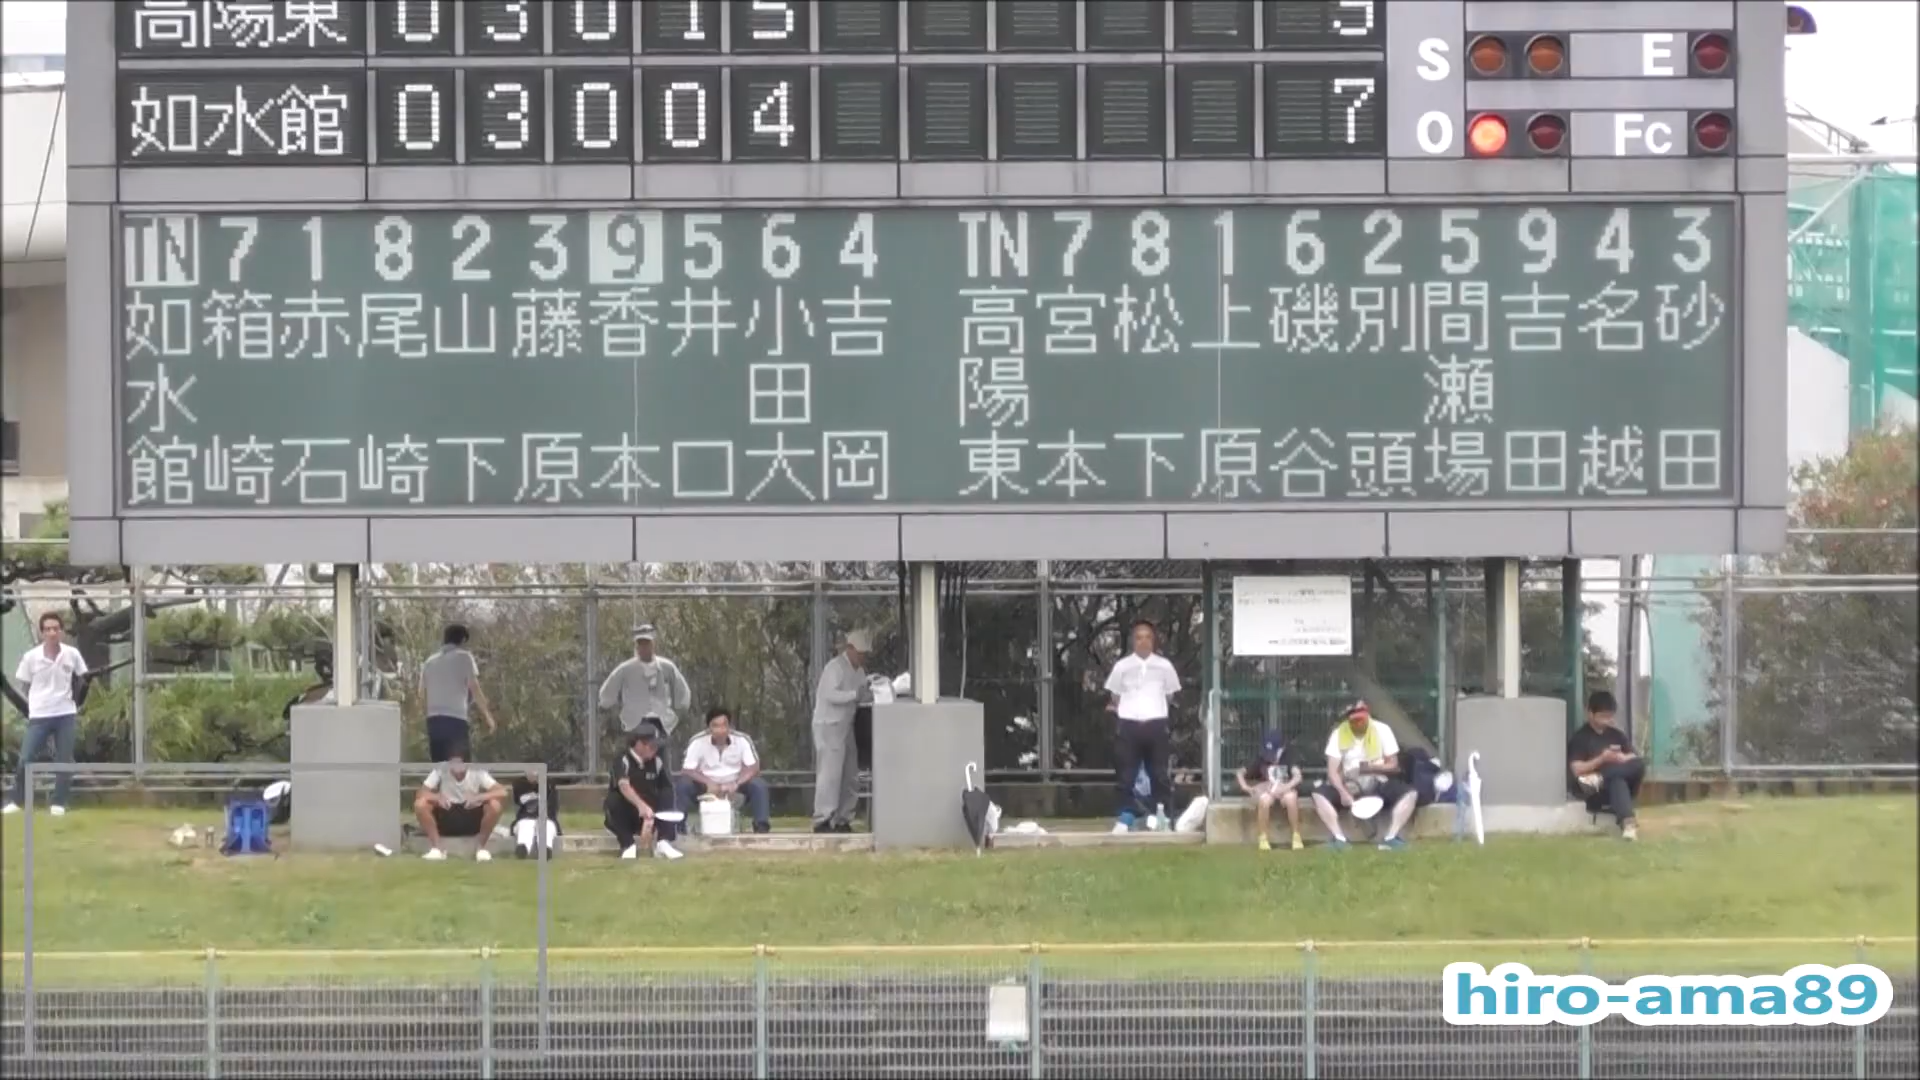 高陽東 0 3 0 1 5 5
S E
如水館 0 3 0 0 4 7
O Fc
TN 7 1 8 2 3 9 5 6 4 TN 7 8 1 6 2 5 9 4 3
如水館 箱崎 赤石 尾崎 山下 藤原 香本 井口 小田大 吉岡 高陽東 宮本 松下 上原 磯谷 別頭 間瀬場 吉田 名越 砂田
hiro-ama89